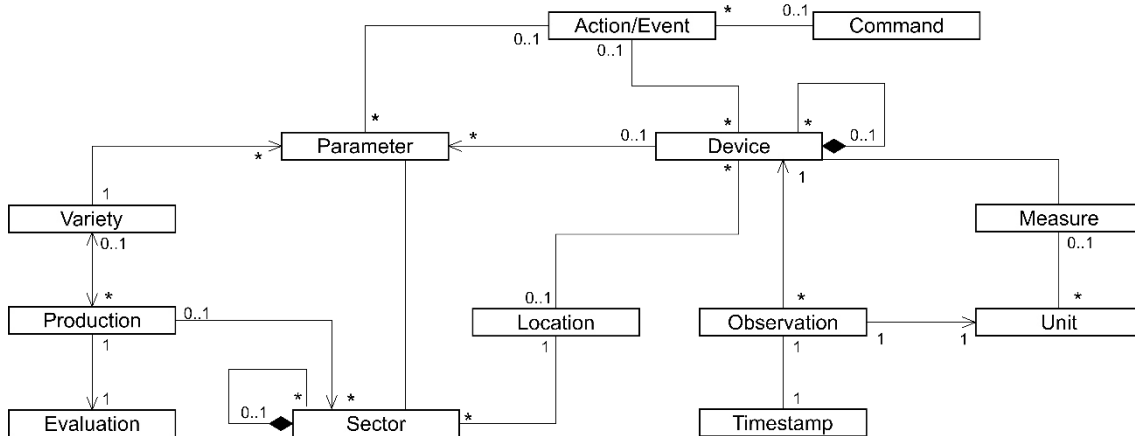 Action/Event * 0..1 Command
0..1 0..1
* * * 0..1
Parameter * 0..1 Device
* * 1
1
Variety Measure
0..1 0..1
* 0..1 * *
Production 0..1 Location Observation Unit
1 1 1 1 1
1 * * 1
Evaluation 0..1 Sector * Timestamp